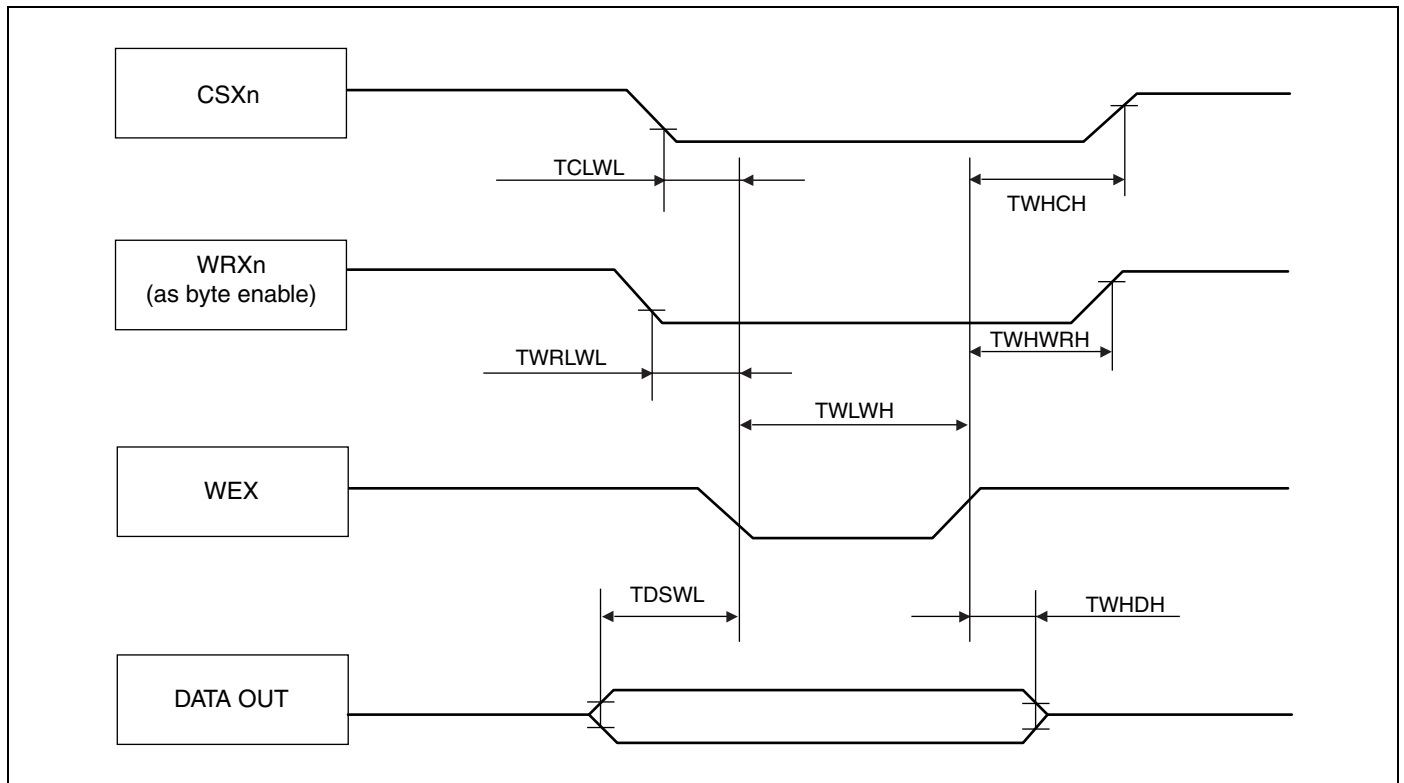 CSXn
TCLWL
TWHCH
WRXn
(as byte enable)
TWHWRH
TWRLWL
TWLWH
WEX
TDSWL
TWHDH
DATA OUT